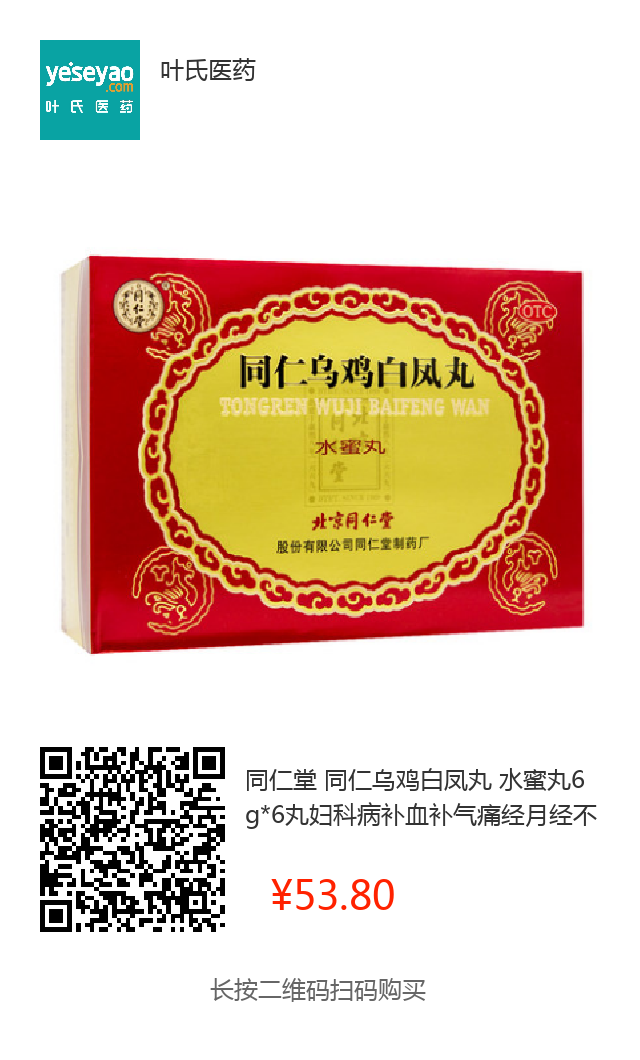 yeseyao
.com
叶氏医药
叶氏医药
同仁堂
OTC
同仁乌鸡白凤丸
TONGREN WUJI BAIFENG WAN
水蜜丸
北京同仁堂
股份有限公司同仁堂制药厂
同仁堂 同仁乌鸡白凤丸 水蜜丸6
g*6丸妇科病补血补气痛经月经不
¥53.80
长按二维码扫码购买